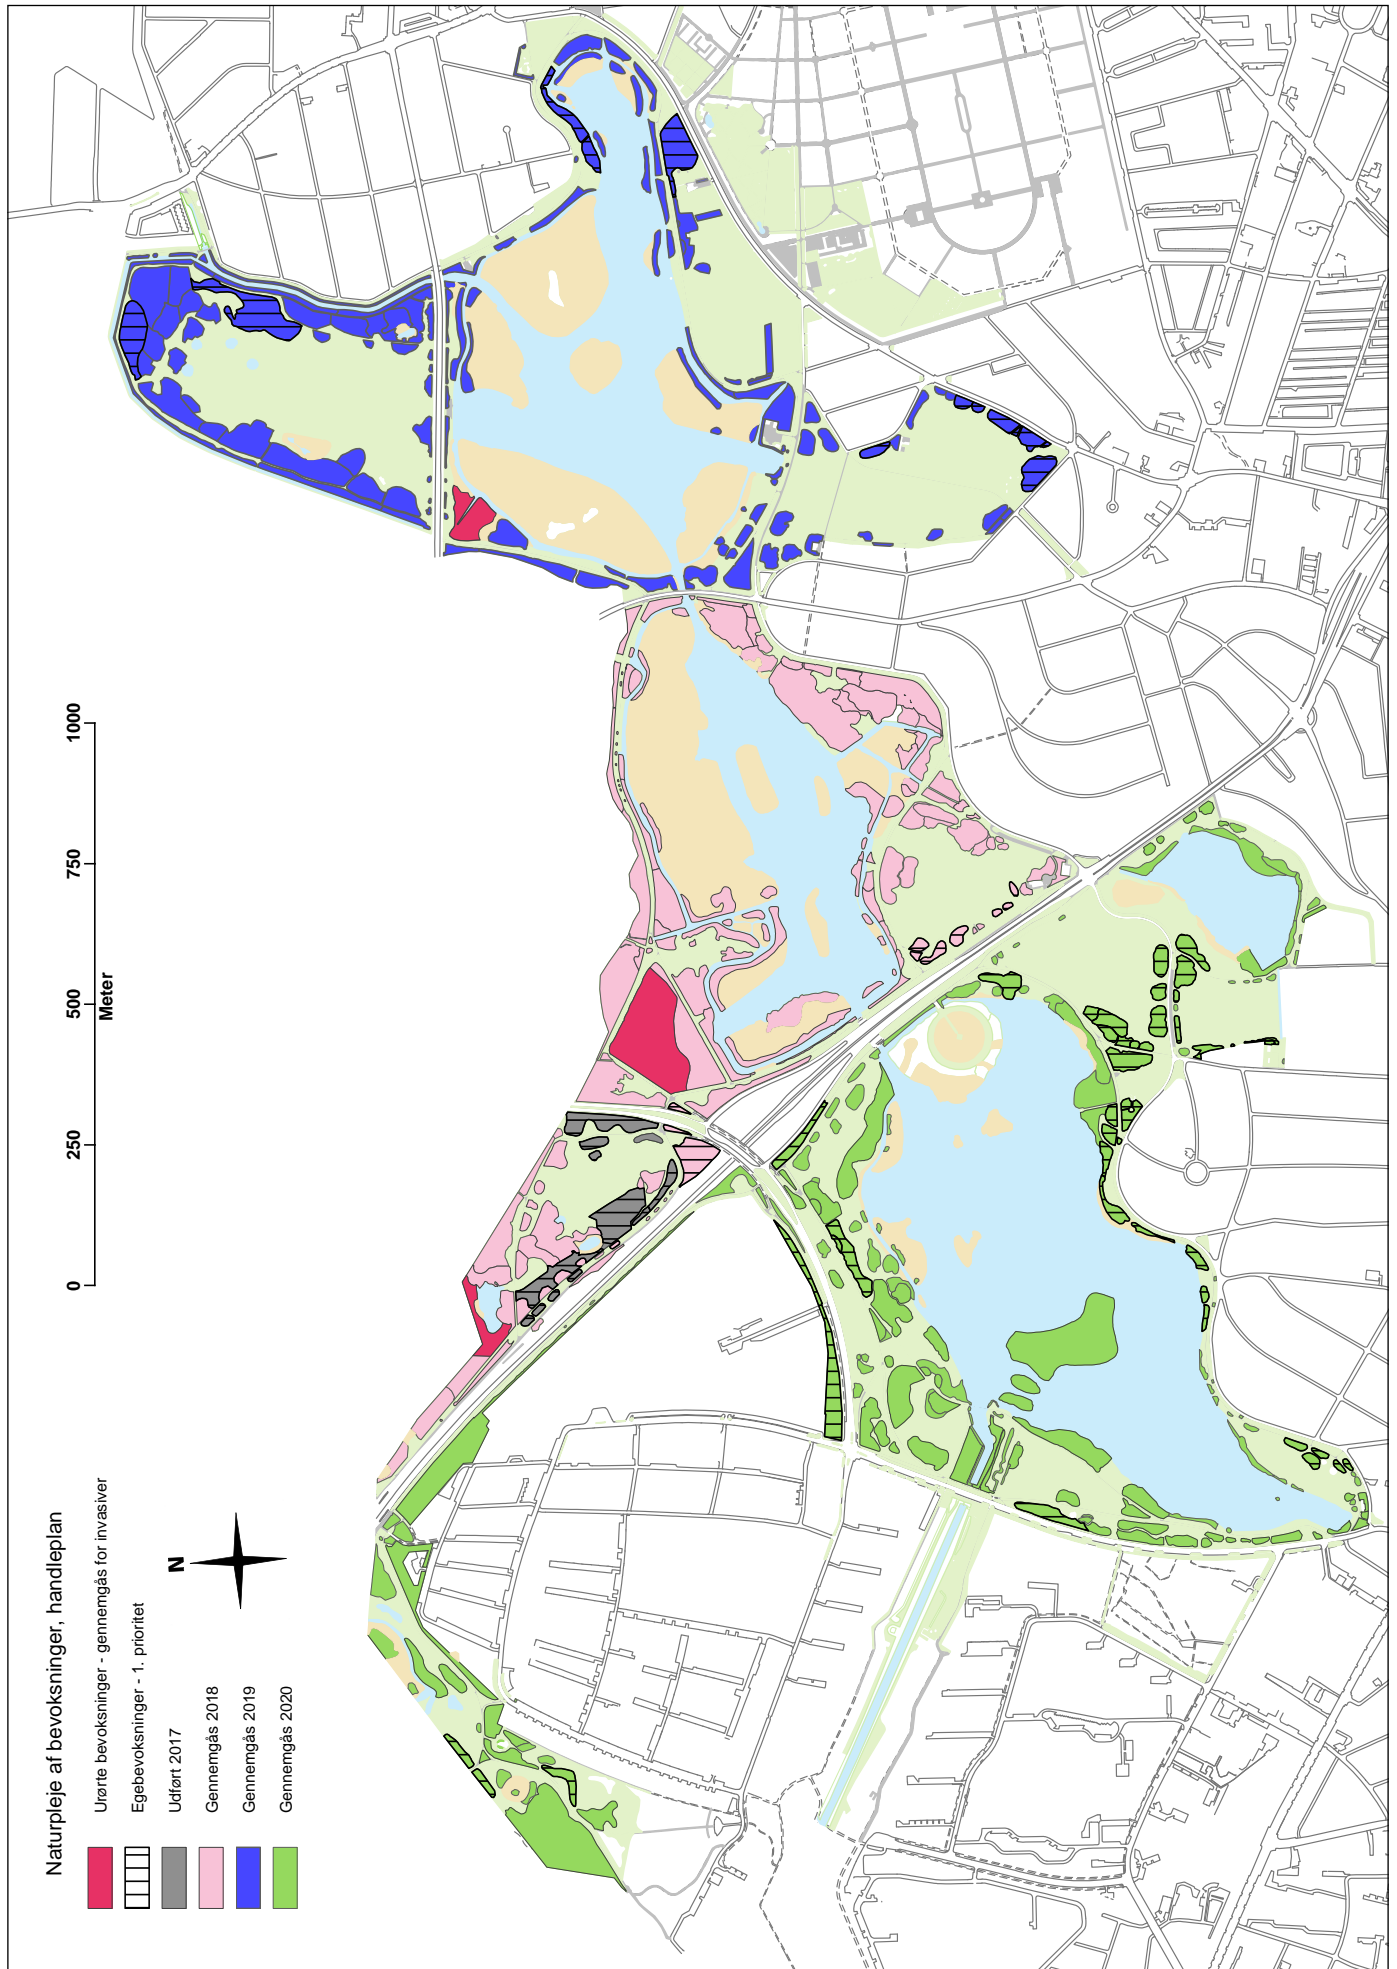 Naturpleje af bevoksninger, handleplan
Urørte bevoksninger - gennemgås for invasiver
Egebevoksninger - 1. prioritet
Udført 2017
Gennemgås 2018
Gennemgås 2019
Gennemgås 2020
N
0 250 500 750 1000
Meter